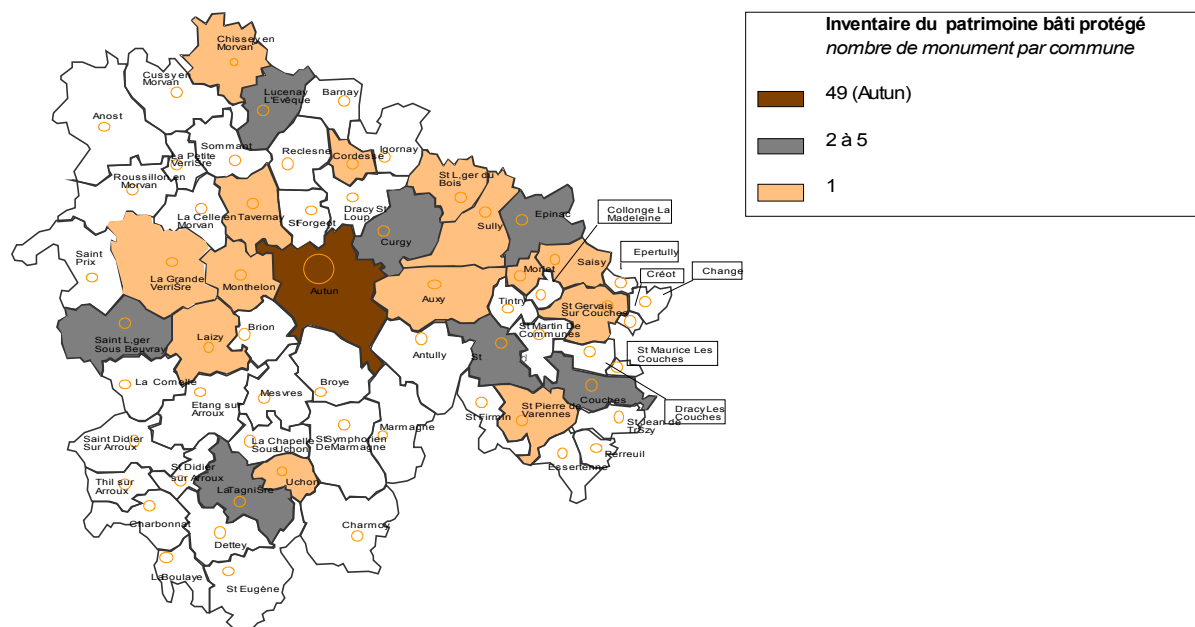 Inventaire du patrimoine bâti protégé
nombre de monument par commune
49 (Autun)
2 à 5
1
Chissey en
Morvan
Cussy en
Morvan
Lucenay
L'Evêque
Barnay
Anost
Sommant
Reclesne
Cordesse
Igornay
La Petite
VerriSre
Roussillon en
Morvan
St L,ger du
Bois
La Celle en
Morvan
Tavernay
St Forgeot
Dracy St
Loup
Curgy
Sully
Epinac
Collonge La
Madeleine
Epertully
Créot
Change
Saint
Prix
La Grande
VerriSre
Monthelon
Autun
Auxy
Morlet
Saisy
Tintry
St Gervais
Sur Couches
St Martin De
Communes
Saint L,ger
Sous Beuvray
Laizy
Brion
Antully
St
St Maurice Les
Couches
La Comelle
Etang sur
Arroux
Mesvres
Broye
Couches
Dracy Les
Couches
St Firmin
St Pierre de
Varennes
St Jean de
TrSzy
Saint Didier
Sur Arroux
La Chapelle
Sous Uchon
St Symphorien
De Marmagne
Marmagne
Essertenne
Perreuil
St Didier
sur Arroux
Thil sur
Arroux
La TagniSre
Uchon
Charbonnat
Dettey
Charmoy
La Boulaye
St Eugène